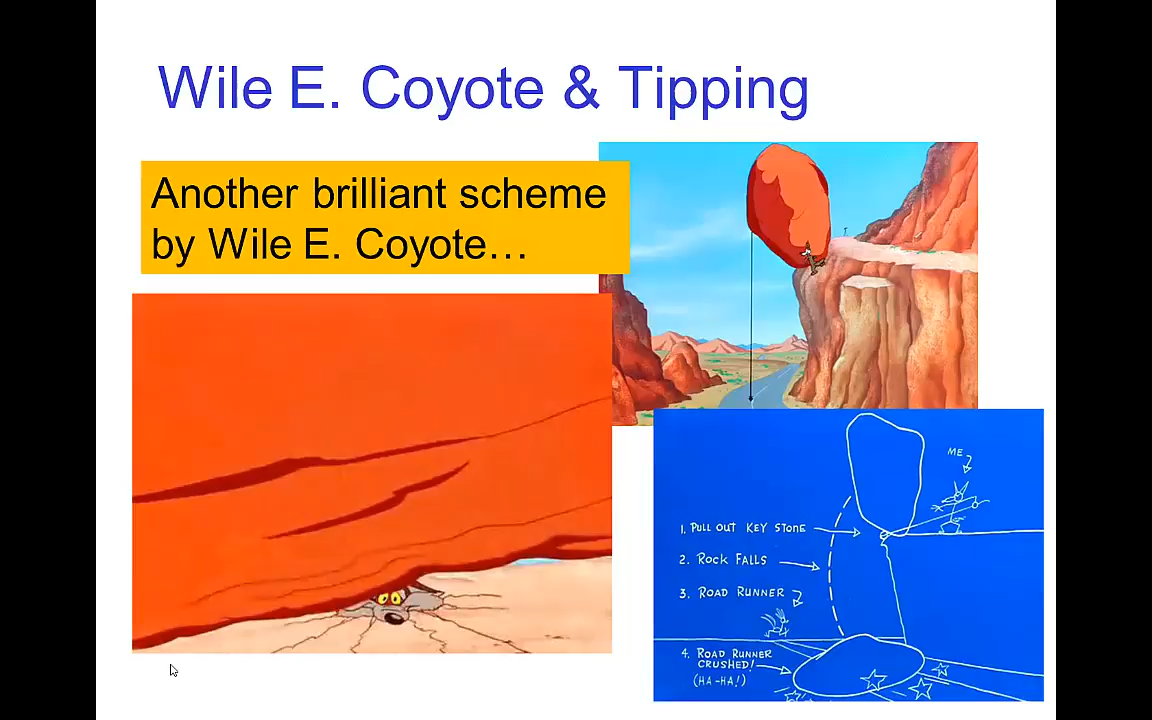 Wile E. Coyote & Tipping
Another brilliant scheme
by Wile E. Coyote…
ME
1. PULL OUT KEY STONE
2. ROCK FALLS
3. ROAD RUNNER
4. ROAD RUNNER
CRUSHED!
(HA-HA!)